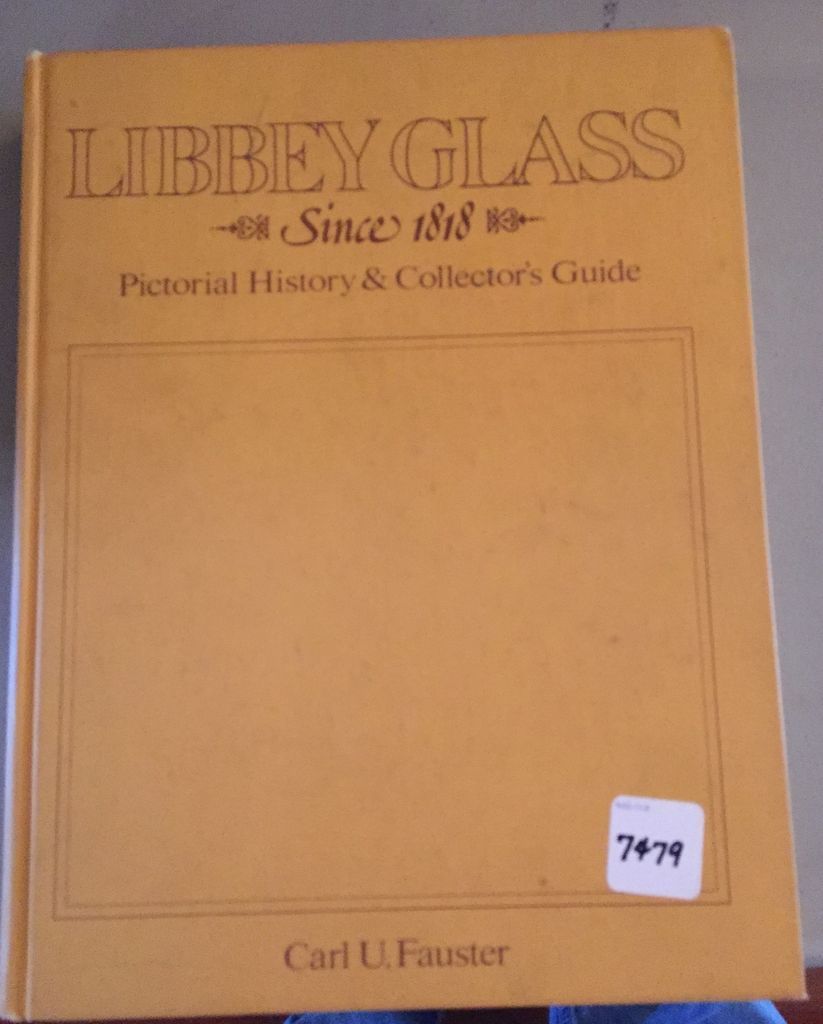 LIBBEY GLASS
Since 1818
Pictorial History & Collector's Guide
7479
Carl U. Fauster